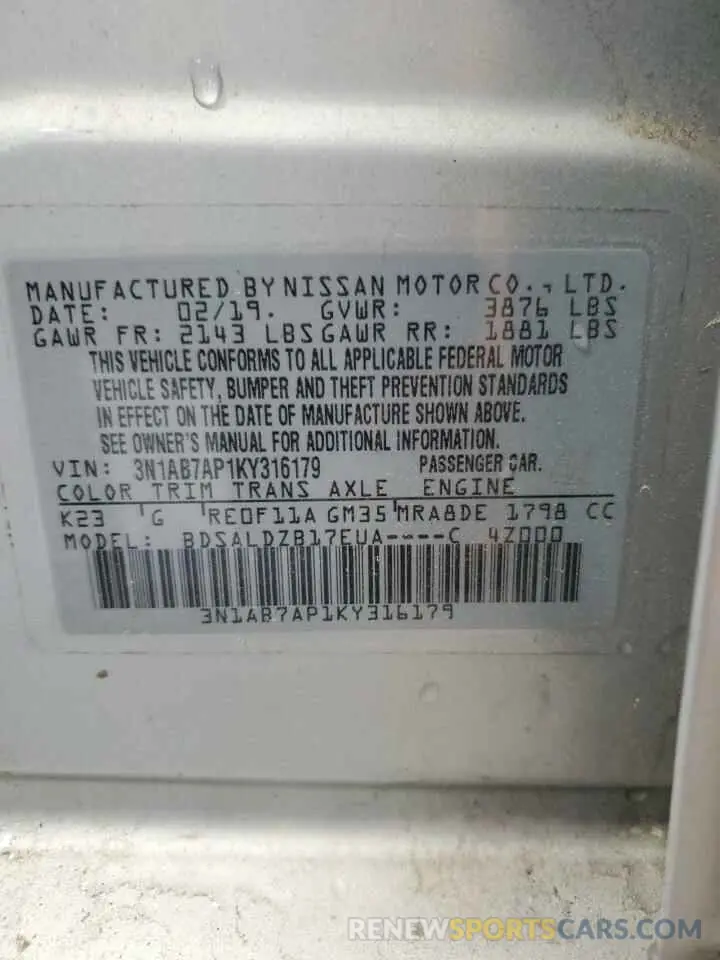 MANUFACTURED BY NISSAN MOTOR CO., LTD.
DATE: 02/19. GVWR: 3876 LBS
GAWR FR: 2143 LBS GAWR RR: 1881 LBS
THIS VEHICLE CONFORMS TO ALL APPLICABLE FEDERAL MOTOR
VEHICLE SAFETY, BUMPER AND THEFT PREVENTION STANDARDS
IN EFFECT ON THE DATE OF MANUFACTURE SHOWN ABOVE.
SEE OWNER'S MANUAL FOR ADDITIONAL INFORMATION.
VIN: 3N1AB7AP1KY316179 PASSENGER CAR.
COLOR TRIM TRANS AXLE ENGINE
K23 G RE0F11A GM35 MRA8DE 1798 CC
MODEL: BDSALDZB17EUA----C 4Z000
3N1AB7AP1KY316179
RENEWSPORTSCARS.COM